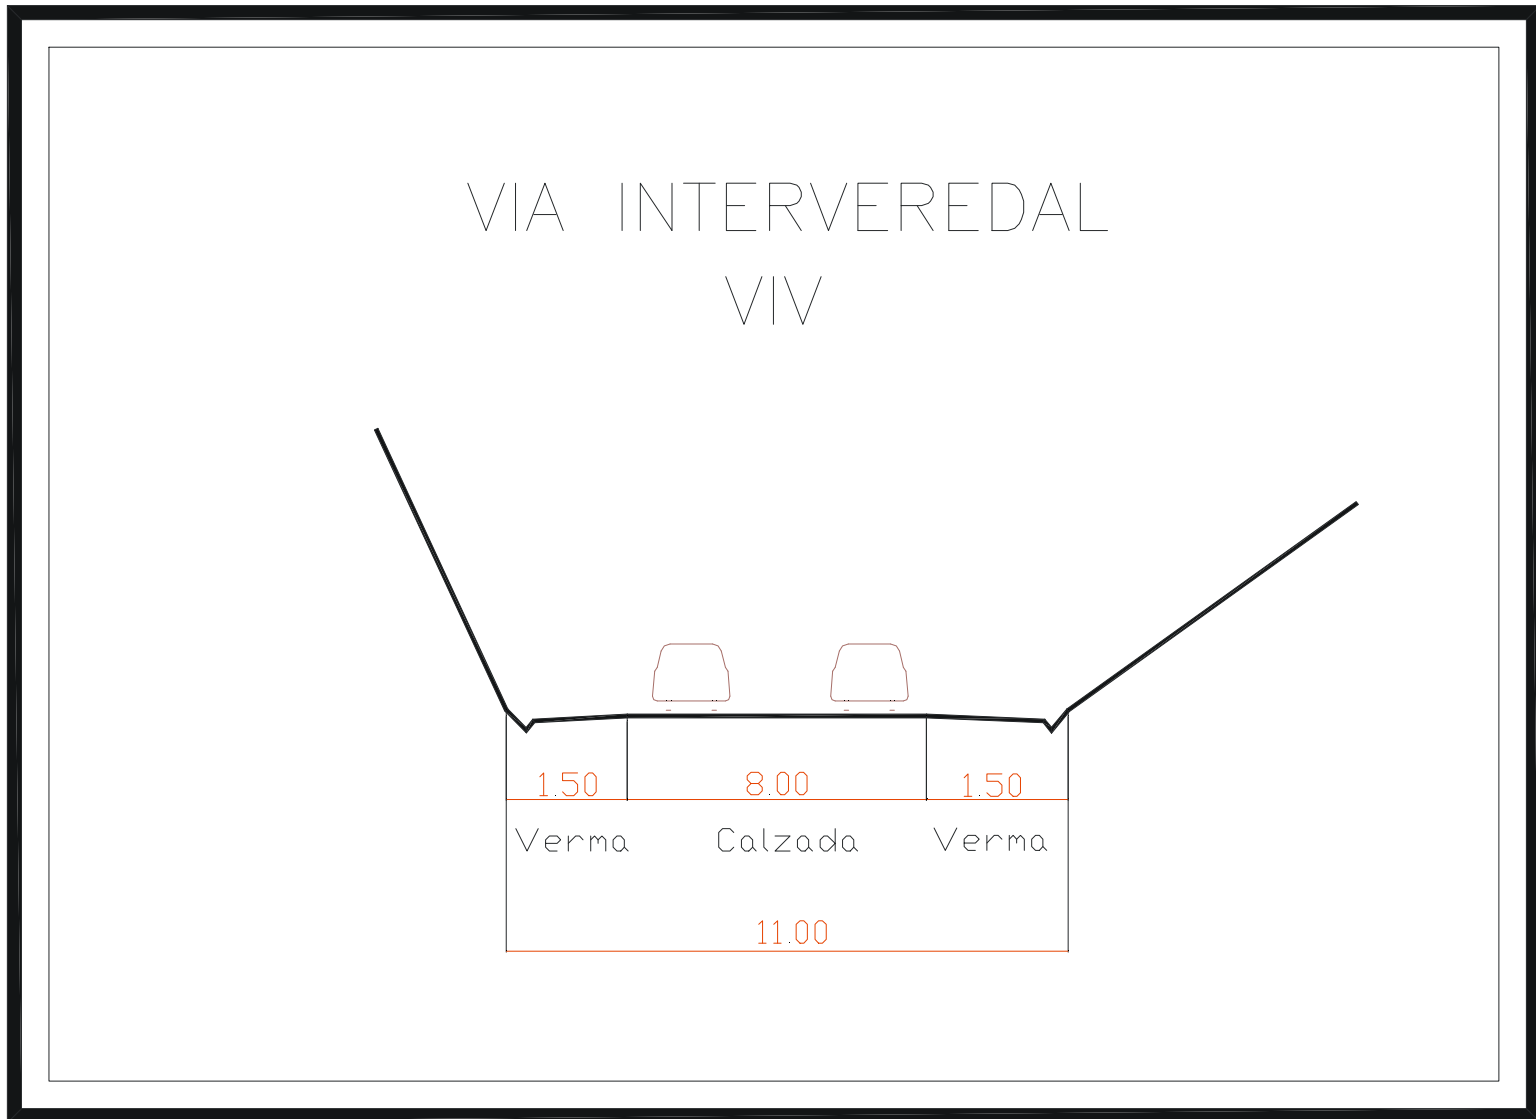 VIA INTERVEREDAL
VIV
1.50 8.00 1.50
Verma Calzada Verma
11.00